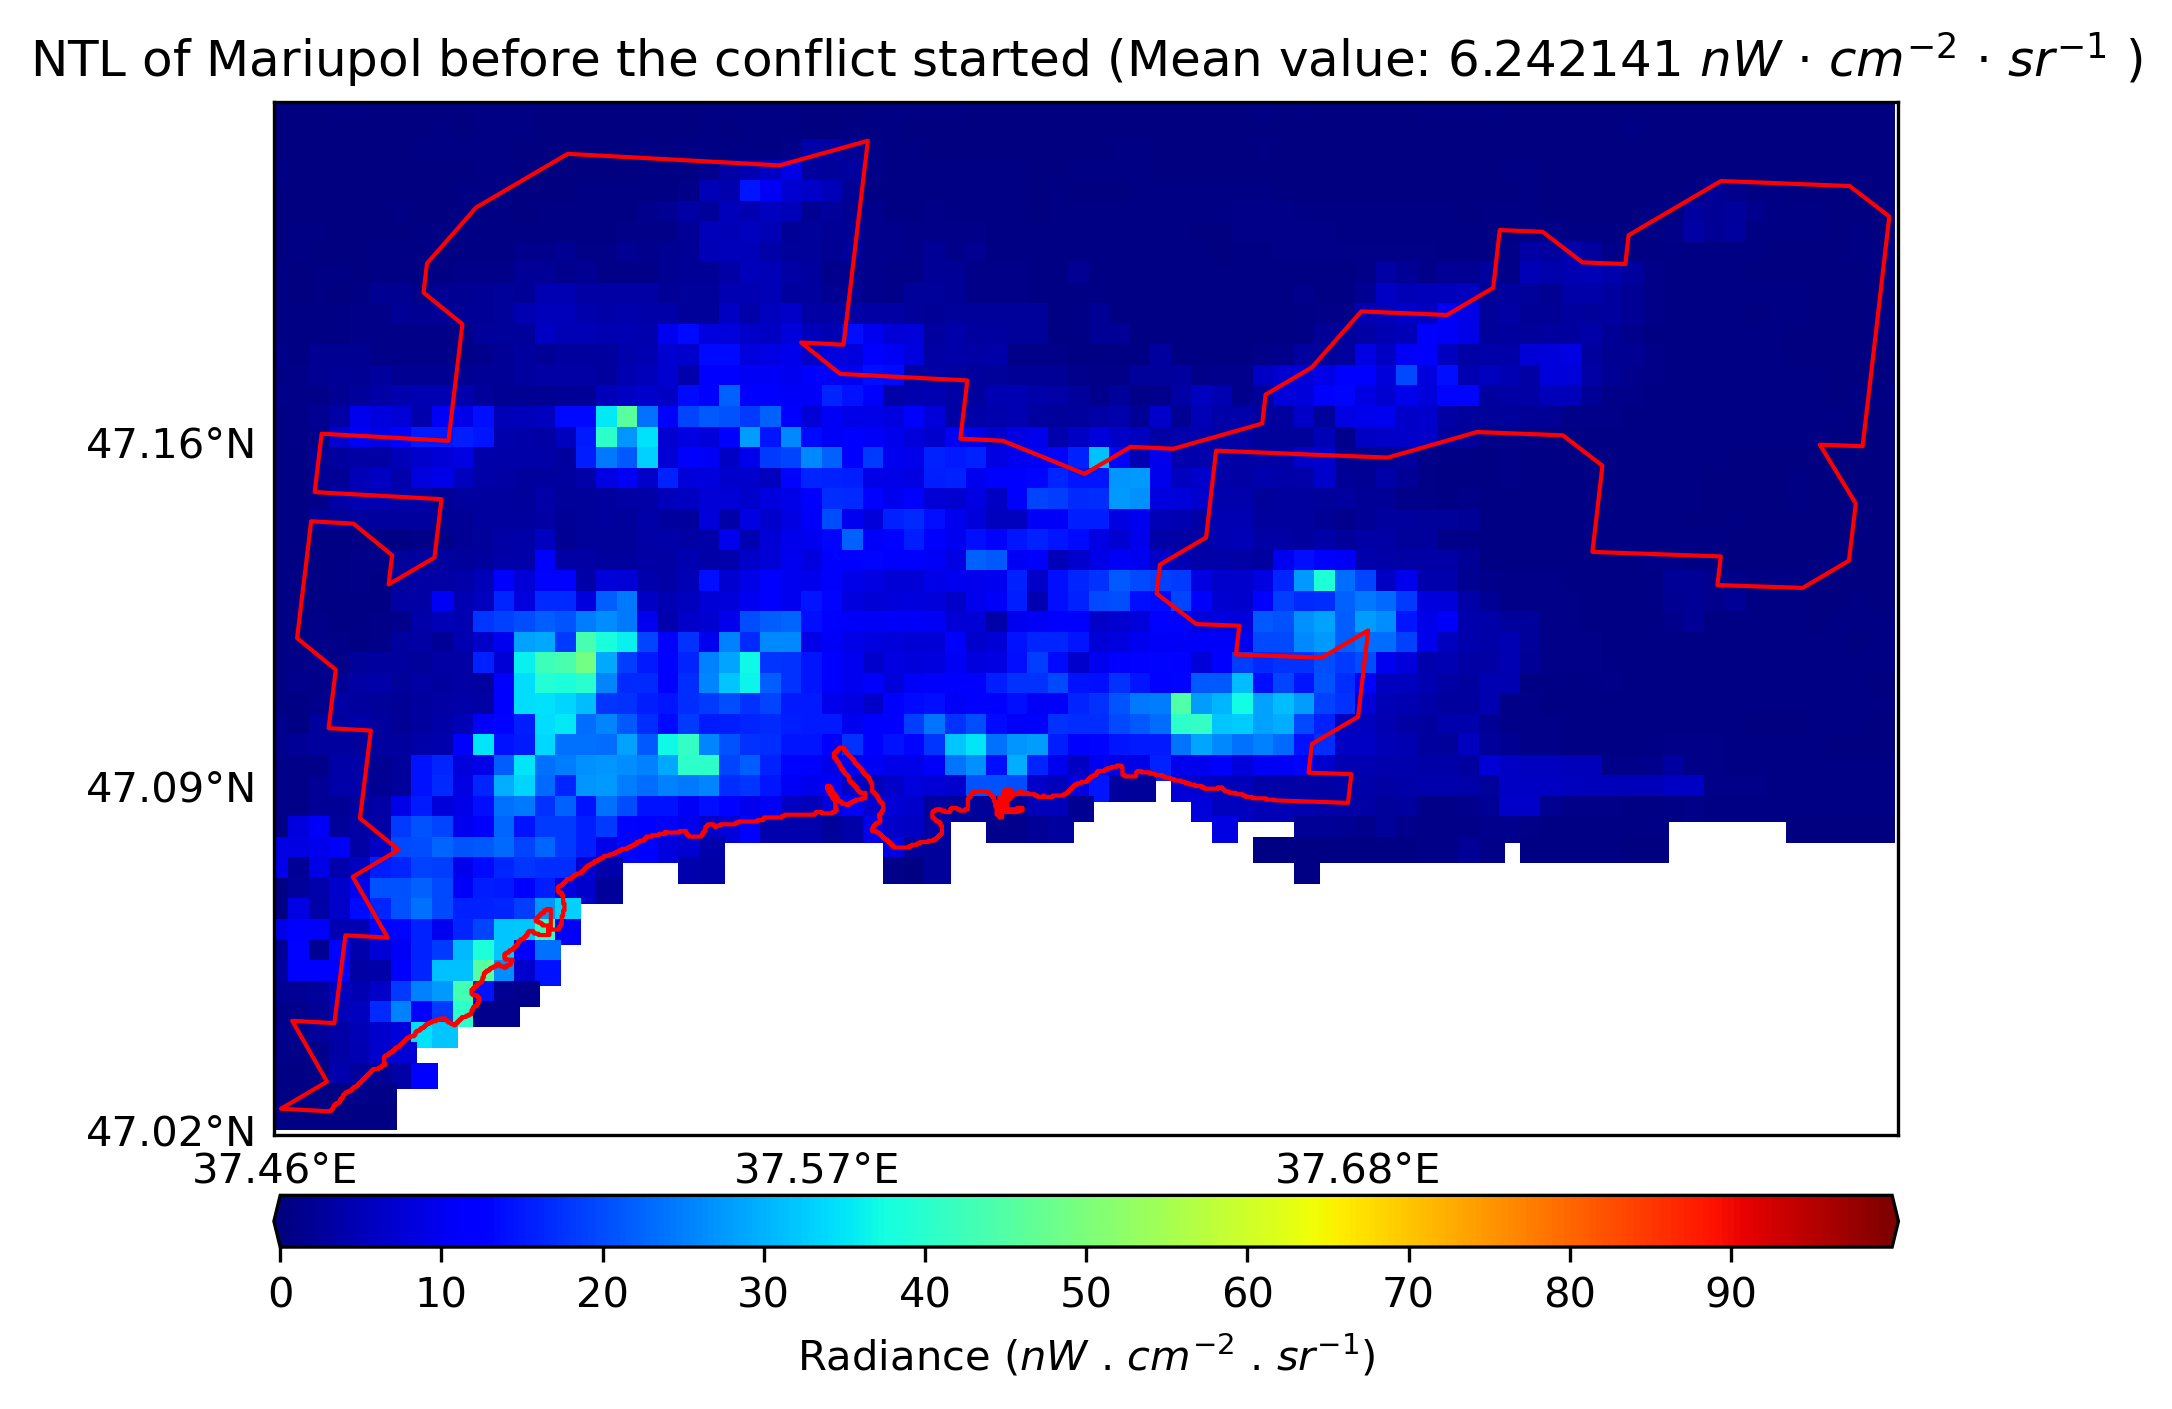 NTL of Mariupol before the conflict started (Mean value: 6.242141 nW · cm⁻² · sr⁻¹ )
47.16°N
47.09°N
47.02°N
37.46°E 37.57°E 37.68°E
0 10 20 30 40 50 60 70 80 90
Radiance (nW . cm⁻² . sr⁻¹)